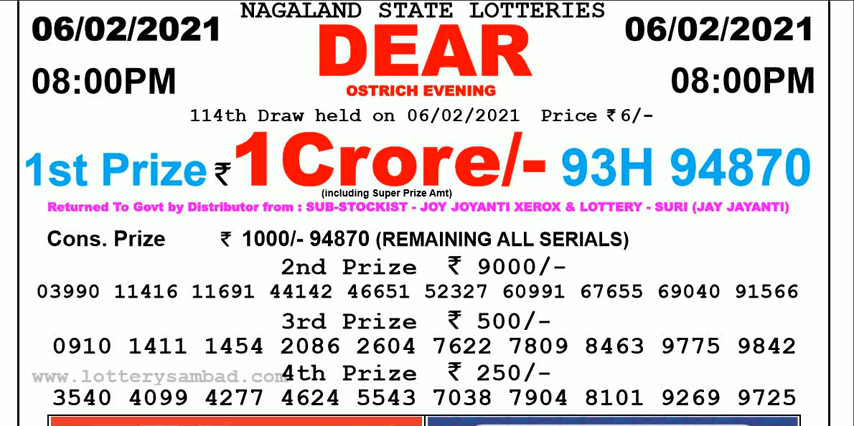 NAGALAND STATE LOTTERIES
06/02/2021 DEAR 06/02/2021
08:00PM OSTRICH EVENING 08:00PM
114th Draw held on 06/02/2021 Price ₹ 6/-
1st Prize ₹ 1Crore/- 93H 94870
(including Super Prize Amt)
Returned To Govt by Distributor from : SUB-STOCKIST - JOY JOYANTI XEROX & LOTTERY - SURI (JAY JAYANTI)
Cons. Prize ₹ 1000/- 94870 (REMAINING ALL SERIALS)
2nd Prize ₹ 9000/-
03990 11416 11691 44142 46651 52327 60991 67655 69040 91566
3rd Prize ₹ 500/-
0910 1411 1454 2086 2604 7622 7809 8463 9775 9842
www.lotterysambad.com 4th Prize ₹ 250/-
3540 4099 4277 4624 5543 7038 7904 8101 9269 9725